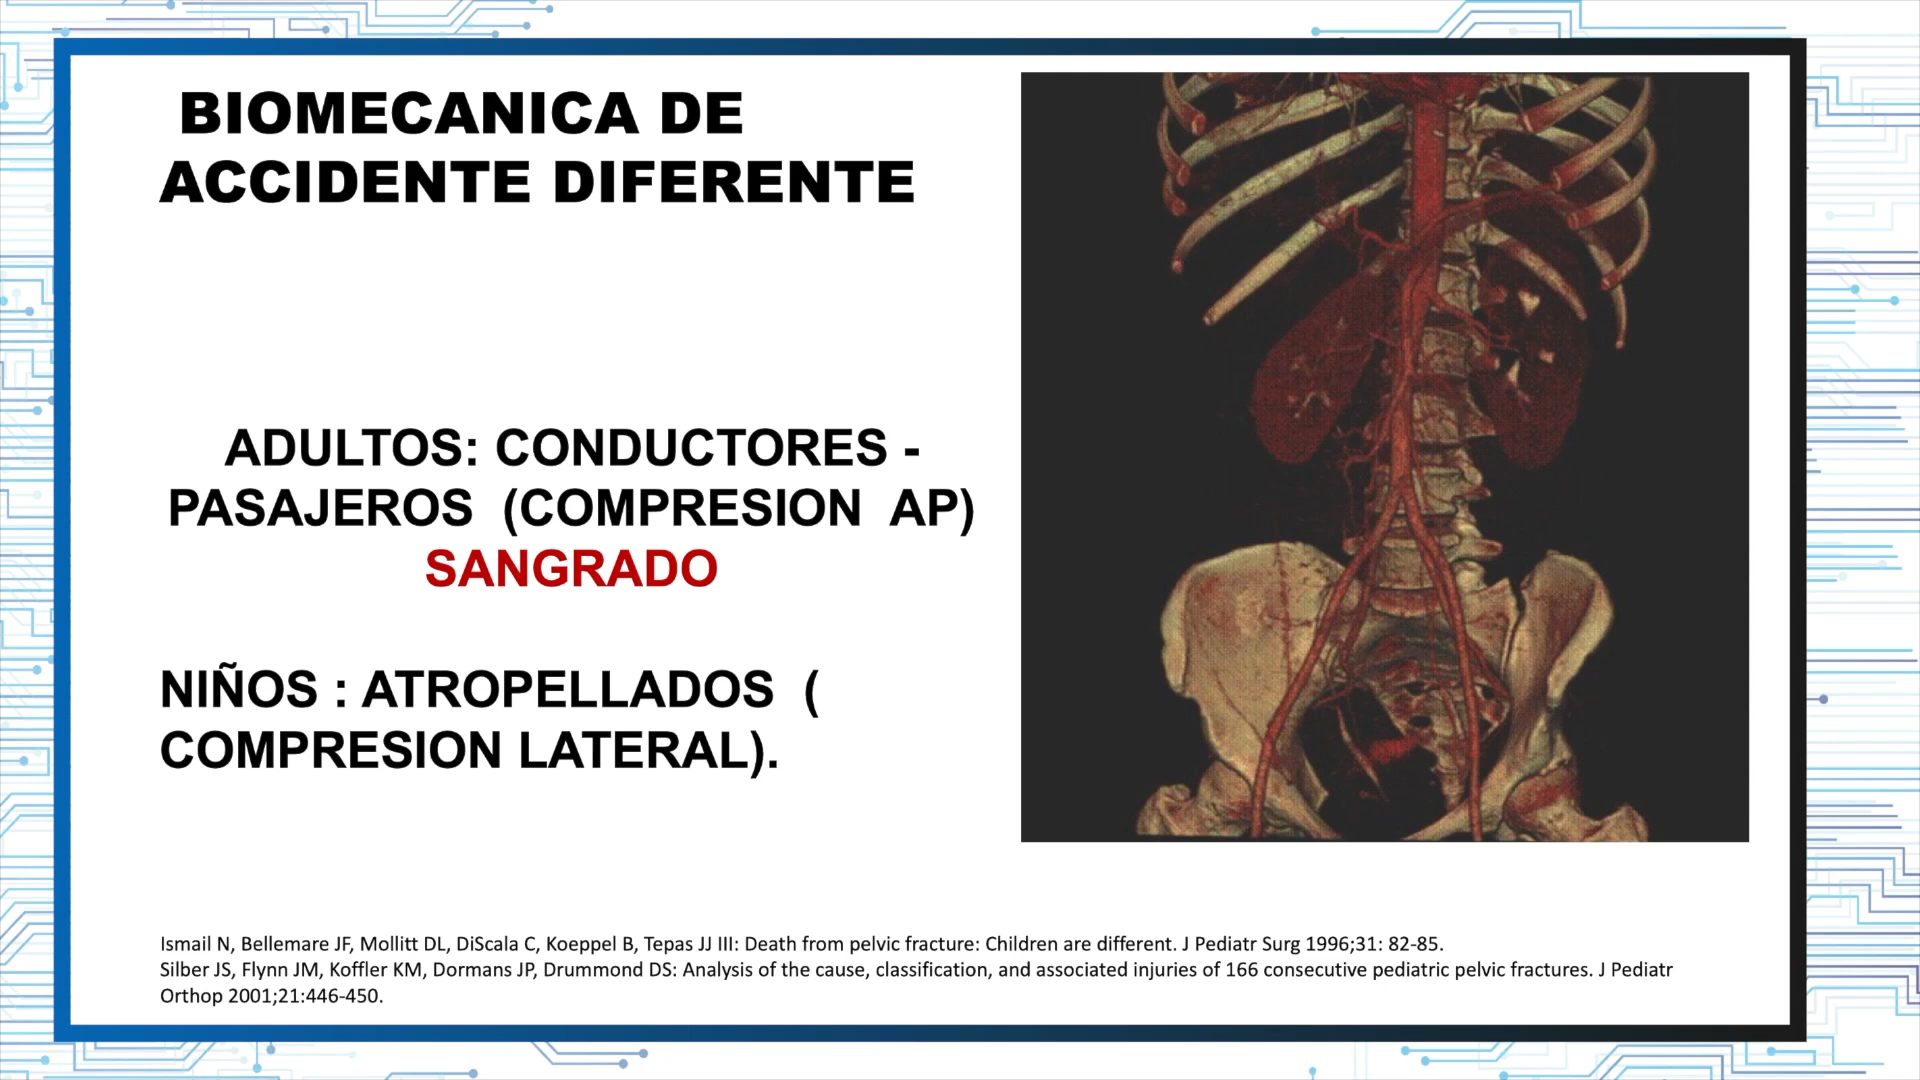 BIOMECANICA DE
ACCIDENTE DIFERENTE
ADULTOS: CONDUCTORES -
PASAJEROS (COMPRESION AP)
SANGRADO
NIÑOS : ATROPELLADOS (
COMPRESION LATERAL).
Ismail N, Bellemare JF, Mollitt DL, DiScala C, Koeppel B, Tepas JJ III: Death from pelvic fracture: Children are different. J Pediatr Surg 1996;31: 82-85.
Silber JS, Flynn JM, Koffler KM, Dormans JP, Drummond DS: Analysis of the cause, classification, and associated injuries of 166 consecutive pediatric pelvic fractures. J Pediatr
Orthop 2001;21:446-450.